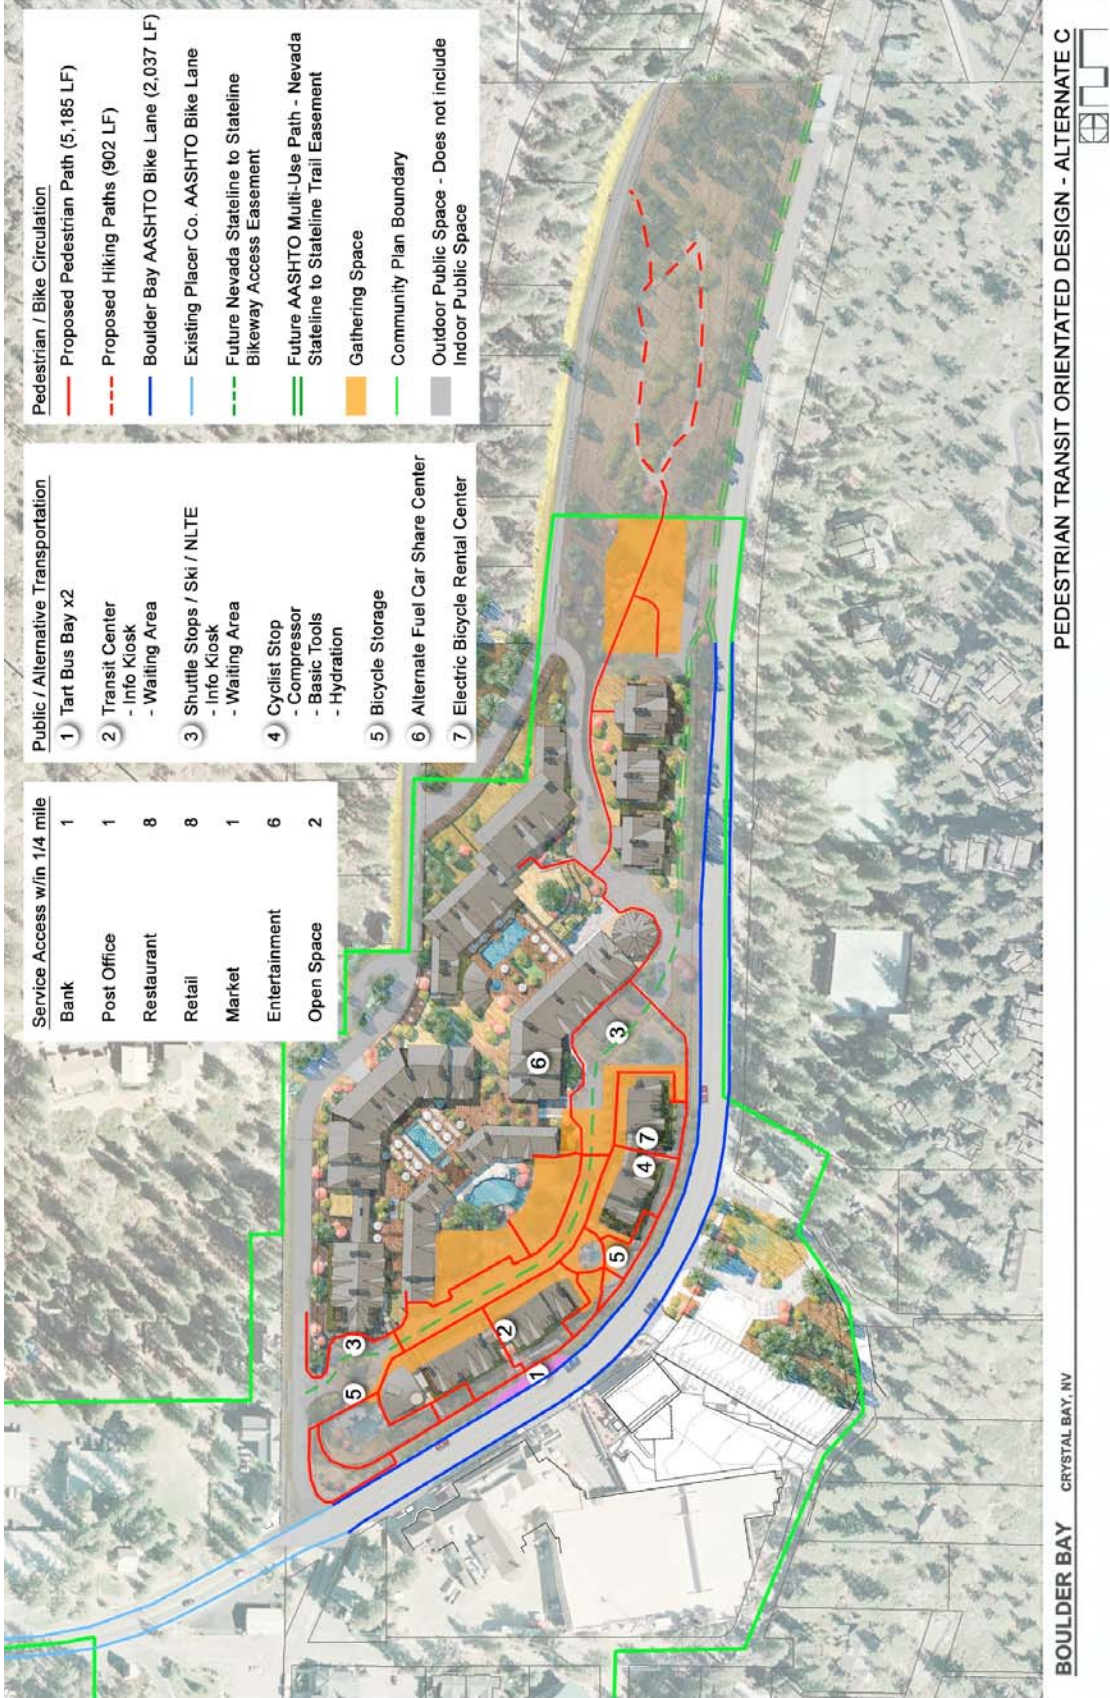 Service Access w/in 1/4 mile
Bank 1
Post Office 1
Restaurant 8
Retail 8
Market 1
Entertainment 6
Open Space 2
Public / Alternative Transportation
1 Tart Bus Bay x2
2 Transit Center
- Info Kiosk
- Waiting Area
3 Shuttle Stops / Ski / NLTE
- Info Kiosk
- Waiting Area
4 Cyclist Stop
- Compressor
- Basic Tools
- Hydration
5 Bicycle Storage
6 Alternate Fuel Car Share Center
7 Electric Bicycle Rental Center
Pedestrian / Bike Circulation
Proposed Pedestrian Path (5,185 LF)
Proposed Hiking Paths (902 LF)
Boulder Bay AASHTO Bike Lane (2,037 LF)
Existing Placer Co. AASHTO Bike Lane
Future Nevada Stateline to Stateline
Bikeway Access Easement
Future AASHTO Multi-Use Path - Nevada
Stateline to Stateline Trail Easement
Gathering Space
Community Plan Boundary
Outdoor Public Space - Does not include
Indoor Public Space
5
3
1
2
5
4
7
6
3
BOULDER BAY CRYSTAL BAY, NV
PEDESTRIAN TRANSIT ORIENTATED DESIGN - ALTERNATE C